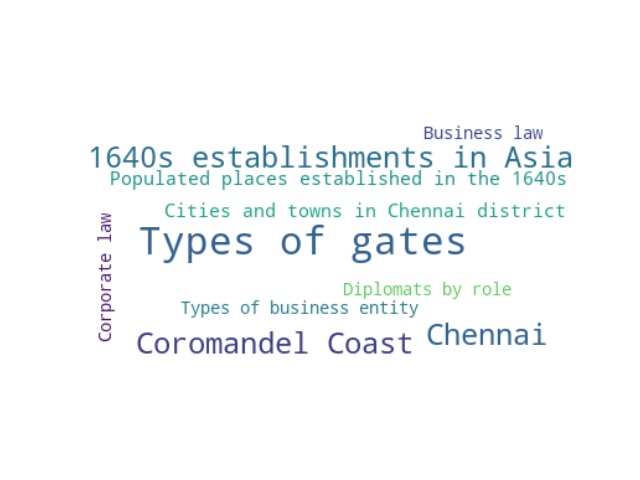 Business law
1640s establishments in Asia
Populated places established in the 1640s
Cities and towns in Chennai district
Corporate law
Types of gates
Diplomats by role
Types of business entity
Chennai
Coromandel Coast